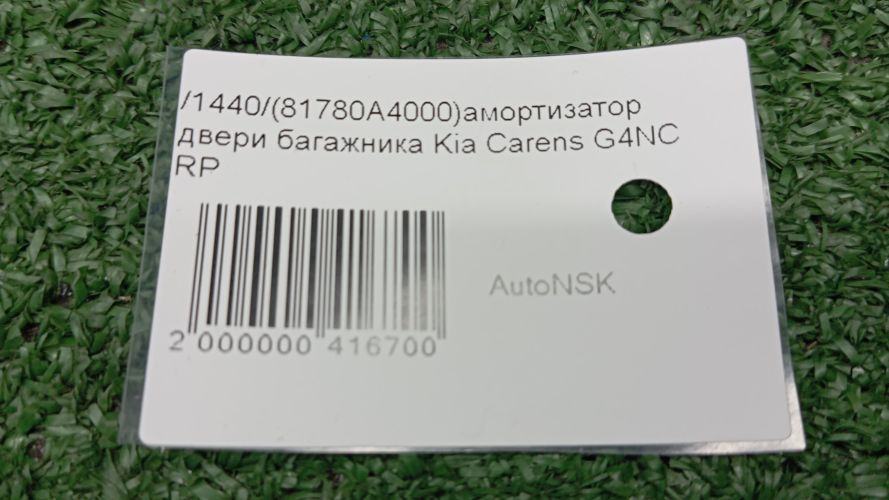 /1440/(81780A4000)амортизатор
двери багажника Kia Carens G4NC
RP
AutoNSK
2 000000 416700